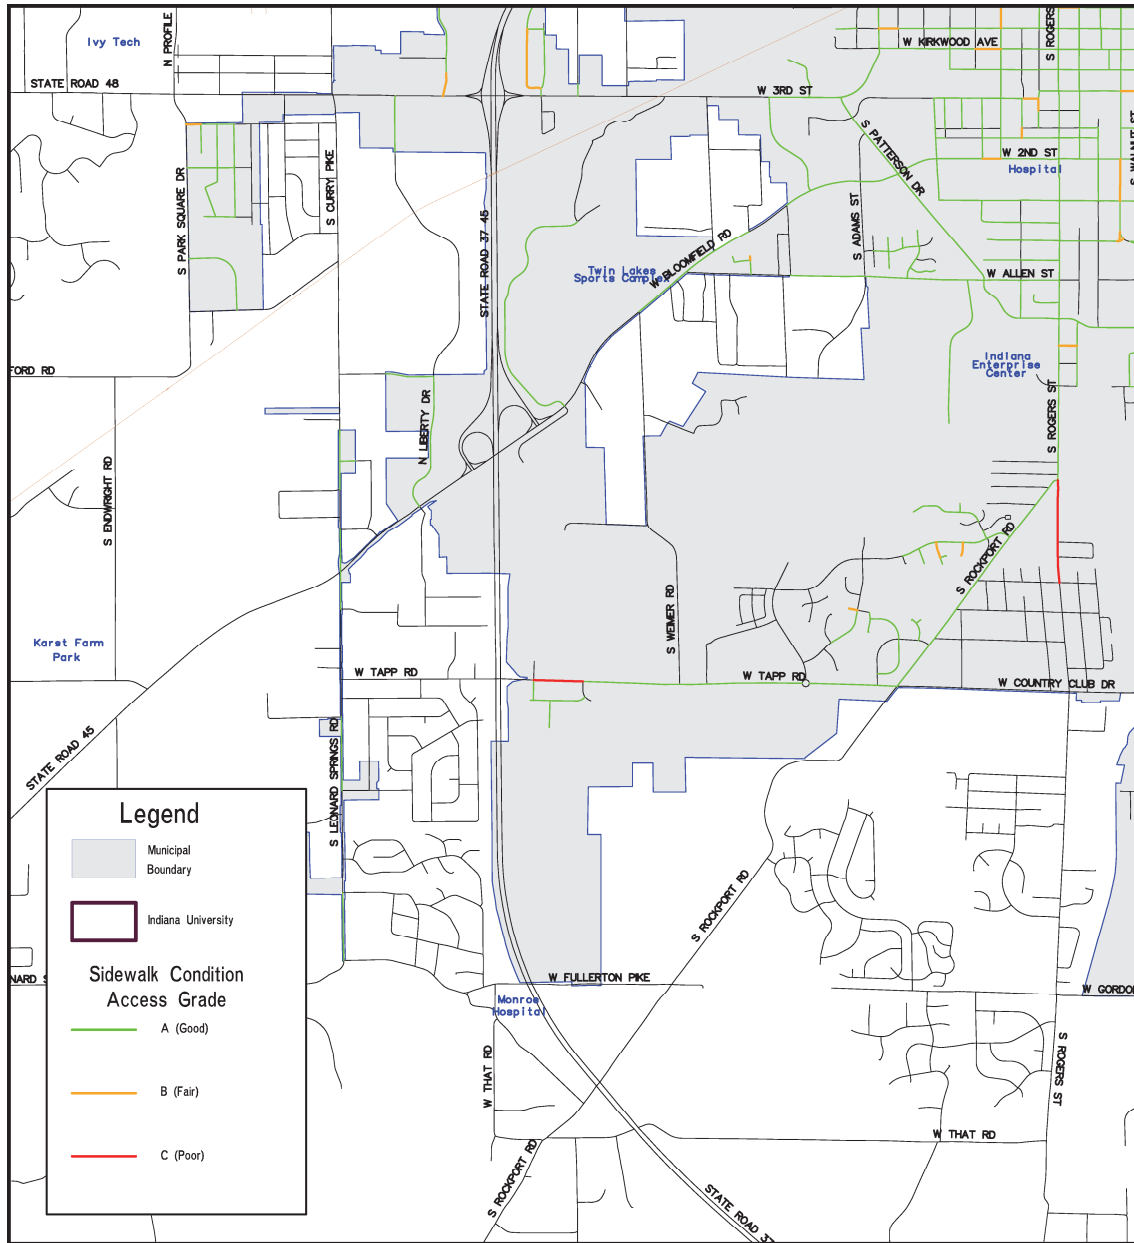 Ivy Tech
N PROFILE
S ROGERS
W KIRKWOOD AVE
STATE ROAD 48
W 3RD ST
S PATTERSON DR
W 2ND ST
Hospital
S WALNUT ST
S CURRY PIKE
S PARK SQUARE DR
S ADAMS ST
STATE ROAD 37 45
W BLOOMFIELD RD
Twin Lakes
Sports Complex
W ALLEN ST
Indiana
Enterprise
Center
FORD RD
N LIBERTY DR
S ROGERS ST
S ENDWRIGHT RD
S ROCKPORT RD
S WEIMER RD
Karst Farm
Park
W TAPP RD
W TAPP RD
W COUNTRY CLUB DR
STATE ROAD 45
S LEONARD SPRINGS RD
Legend
Municipal
Boundary
Indiana University
Sidewalk Condition
Access Grade
A (Good)
B (Fair)
C (Poor)
S ROCKPORT RD
NARD S
W FULLERTON PIKE
W GORDO
Monroe
Hospital
W THAT RD
S ROGERS ST
W THAT RD
S ROCKPORT RD
STATE ROAD 37